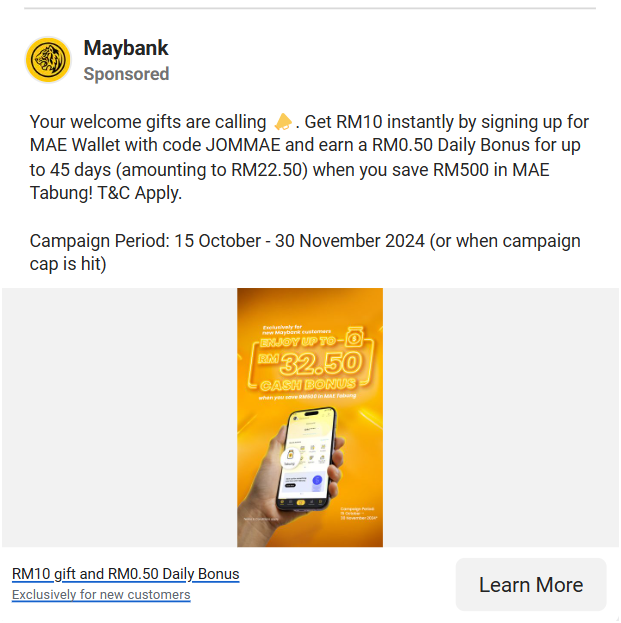 Maybank
Sponsored
Your welcome gifts are calling 📣. Get RM10 instantly by signing up for
MAE Wallet with code JOMMAE and earn a RM0.50 Daily Bonus for up
to 45 days (amounting to RM22.50) when you save RM500 in MAE
Tabung! T&C Apply.
Campaign Period: 15 October - 30 November 2024 (or when campaign
cap is hit)
Exclusively for
new Maybank customers
ENJOY UP TO
RM 32.50
CASH BONUS
when you save RM500 in MAE Tabung
Tabung
Campaign Period:
15 October -
30 November 2024*
RM10 gift and RM0.50 Daily Bonus
Exclusively for new customers
Learn More